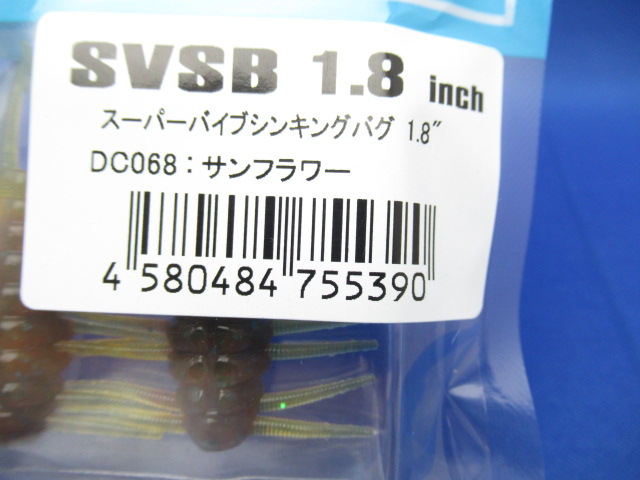 SVSB 1.8 inch
スーパーバイブシンキングバグ 1.8"
DC068：サンフラワー
4 580484 755390